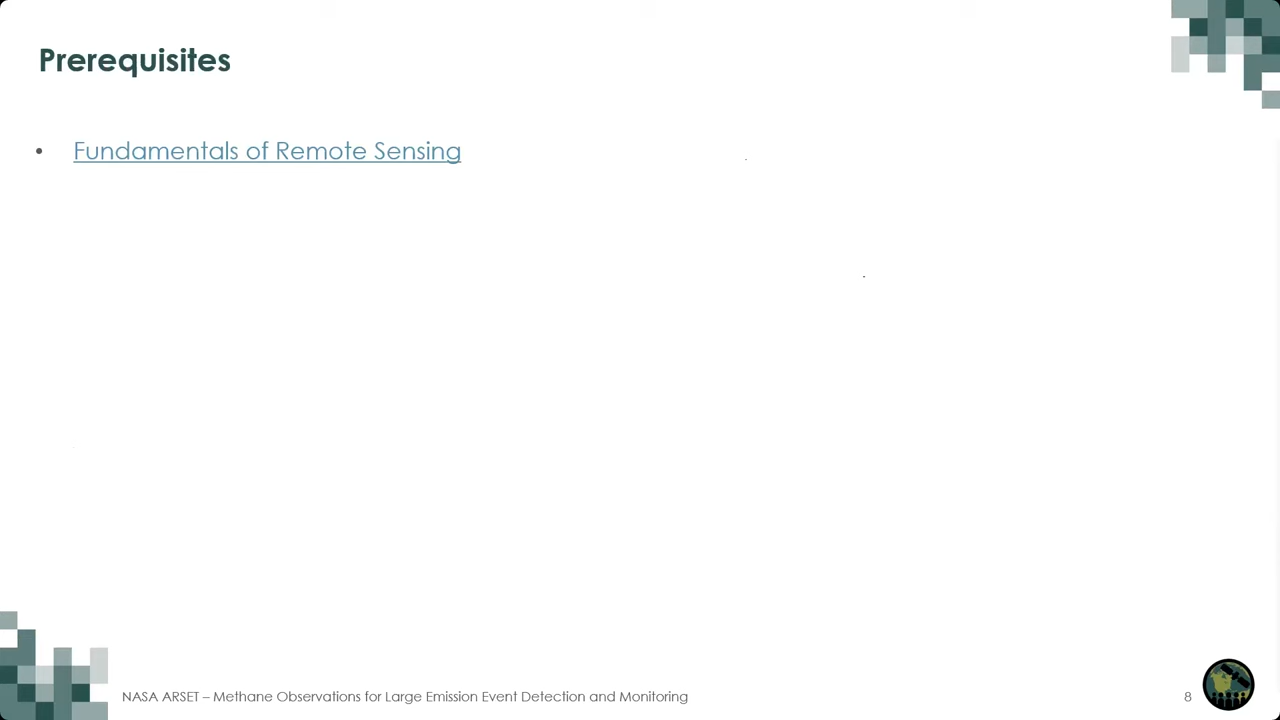 Prerequisites
• Fundamentals of Remote Sensing
NASA ARSET – Methane Observations for Large Emission Event Detection and Monitoring
8